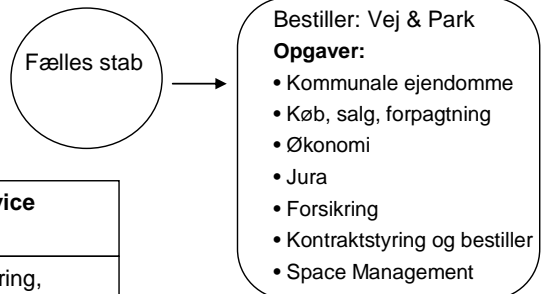 Fælles stab
Bestiller: Vej & Park
Opgaver:
• Kommunale ejendomme
• Køb, salg, forpagtning
• Økonomi
• Jura
• Forsikring
• Kontraktstyring og bestiller
• Space Management